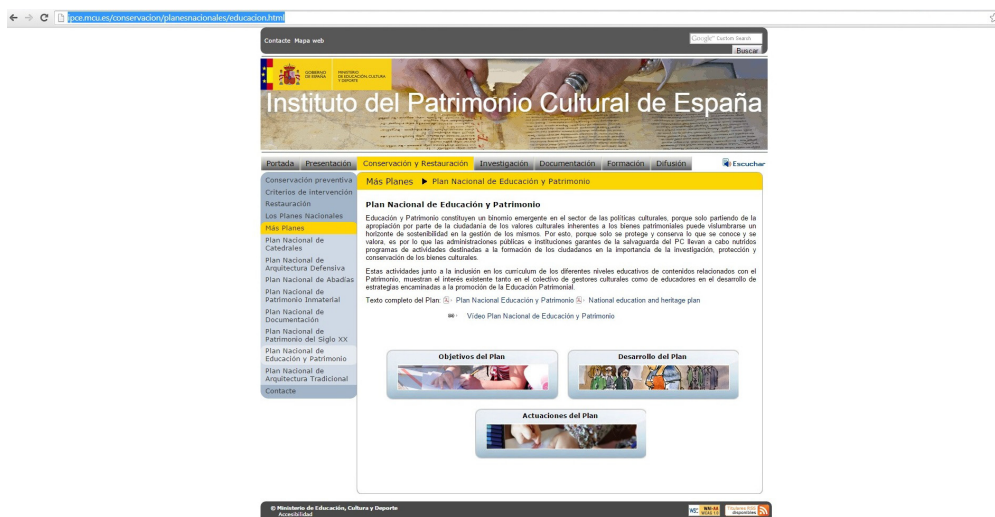 ipce.mcu.es/conservacion/planesnacionales/educacion.html
Contacte Mapa web
Google™ Custom Search
Buscar
GOBIERNO DE ESPAÑA
MINISTERIO DE EDUCACIÓN, CULTURA Y DEPORTE
Instituto del Patrimonio Cultural de España
Portada Presentación Conservación y Restauración Investigación Documentación Formación Difusión Escuchar
Conservación preventiva
Criterios de intervención
Restauración
Los Planes Nacionales
Más Planes
Plan Nacional de
Catedrales
Plan Nacional de
Arquitectura Defensiva
Plan Nacional de Abadías
Plan Nacional de
Patrimonio Inmaterial
Plan Nacional de
Documentación
Plan Nacional de
Patrimonio del Siglo XX
Plan Nacional de
Educación y Patrimonio
Plan Nacional de
Arquitectura Tradicional
Contacte
Más Planes ▶ Plan Nacional de Educación y Patrimonio
Plan Nacional de Educación y Patrimonio
Educación y Patrimonio constituyen un binomio emergente en el sector de las políticas culturales, porque solo partiendo de la
apropiación por parte de la ciudadanía de los valores culturales inherentes a los bienes patrimoniales puede vislumbrarse un
horizonte de sostenibilidad en la gestión de los mismos. Por esto, porque solo se protege y conserva lo que se conoce y se
valora, es por lo que las administraciones públicas e instituciones garantes de la salvaguarda del PC llevan a cabo nutridos
programas de actividades destinadas a la formación de los ciudadanos en la importancia de la investigación, protección y
conservación de los bienes culturales.
Estas actividades junto a la inclusión en los curriculum de los diferentes niveles educativos de contenidos relacionados con el
Patrimonio, muestran el interés existente tanto en el colectivo de gestores culturales como de educadores en el desarrollo de
estrategias encaminadas a la promoción de la Educación Patrimonial.
Texto completo del Plan: Plan Nacional Educación y Patrimonio National education and heritage plan
Vídeo Plan Nacional de Educación y Patrimonio
Objetivos del Plan
Desarrollo del Plan
Actuaciones del Plan
© Ministerio de Educación, Cultura y Deporte
Accesibilidad
W3C WAI-AA
WCAG 1.0
Titulares RSS
disponibles